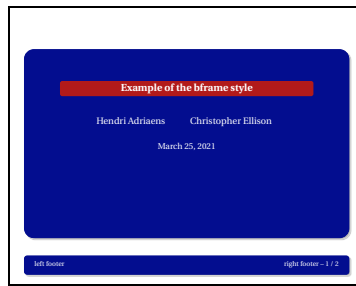 Example of the bframe style
Hendri Adriaens Christopher Ellison
March 25, 2021
left footer right footer – 1 / 2